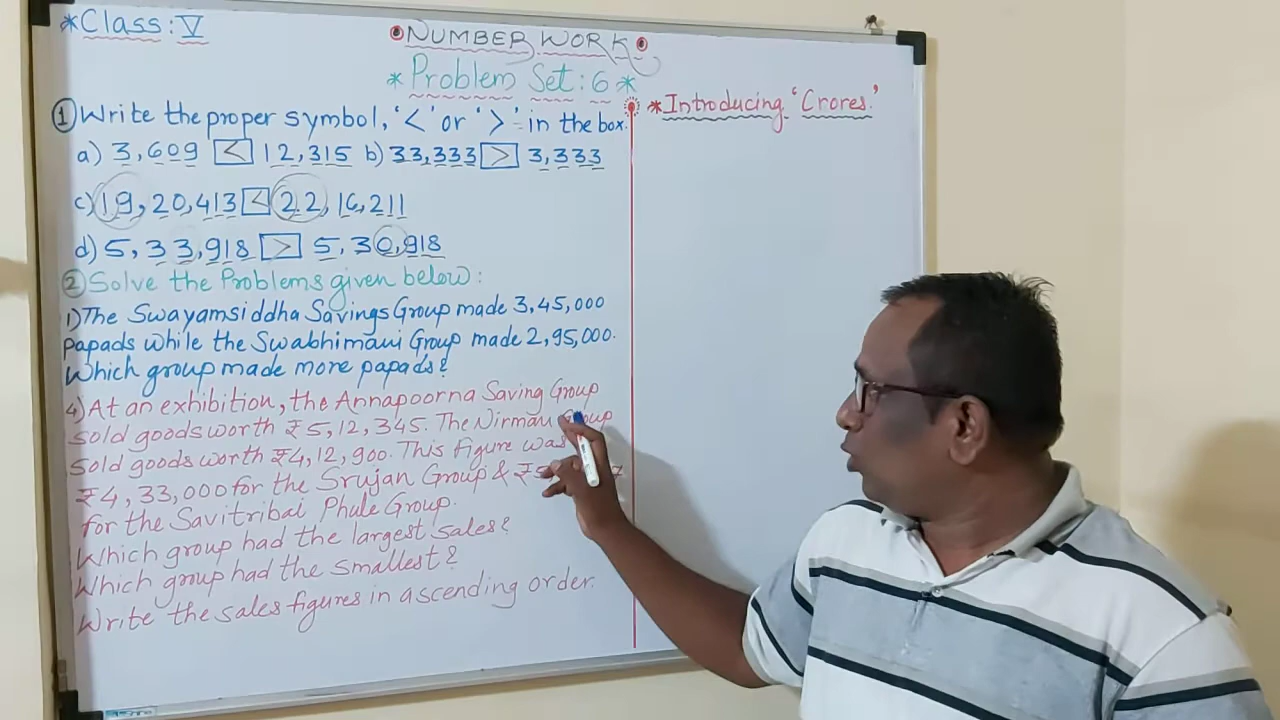 *Class: V
NUMBER WORK
* Problem Set: 6 *
① Write the proper symbol, '<' or '>' in the box.
a) 3,609 < 12,315 b) 33,333 > 3,333
c) 19,20,413 < 22,16,211
d) 5,33,918 > 5,30,918
② Solve the Problems given below:
1) The Swayamsiddha Savings Group made 3,45,000
papads while the Swabhimani Group made 2,95,000.
Which group made more papads?
4) At an exhibition, the Annapoorna Saving Group
sold goods worth ₹5,12,345. The Nirman Group
sold goods worth ₹4,12,900. This figure was
₹4,33,000 for the Srujan Group & ₹
for the Savitribai Phule Group.
Which group had the largest sales?
Which group had the smallest?
Write the sales figures in ascending order.
* Introducing 'Crores.'